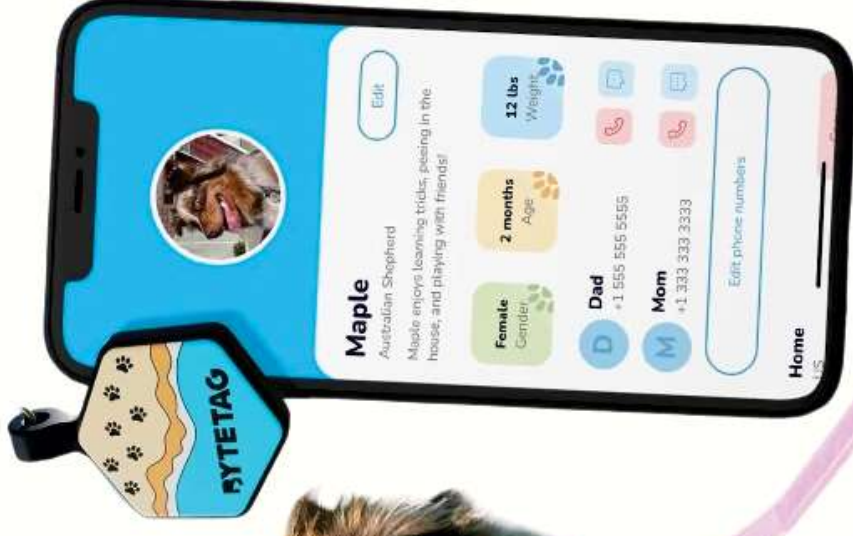 Edit
Maple
Australian Shepherd
Maple enjoys learning tricks, peeing in the
house, and playing with friends!
Female
Gender
2 months
Age
12 lbs
Weight
D
Dad
+1 555 555 5555
M
Mom
+1 333 333 3333
Edit phone numbers
Home
US
BYTETAG